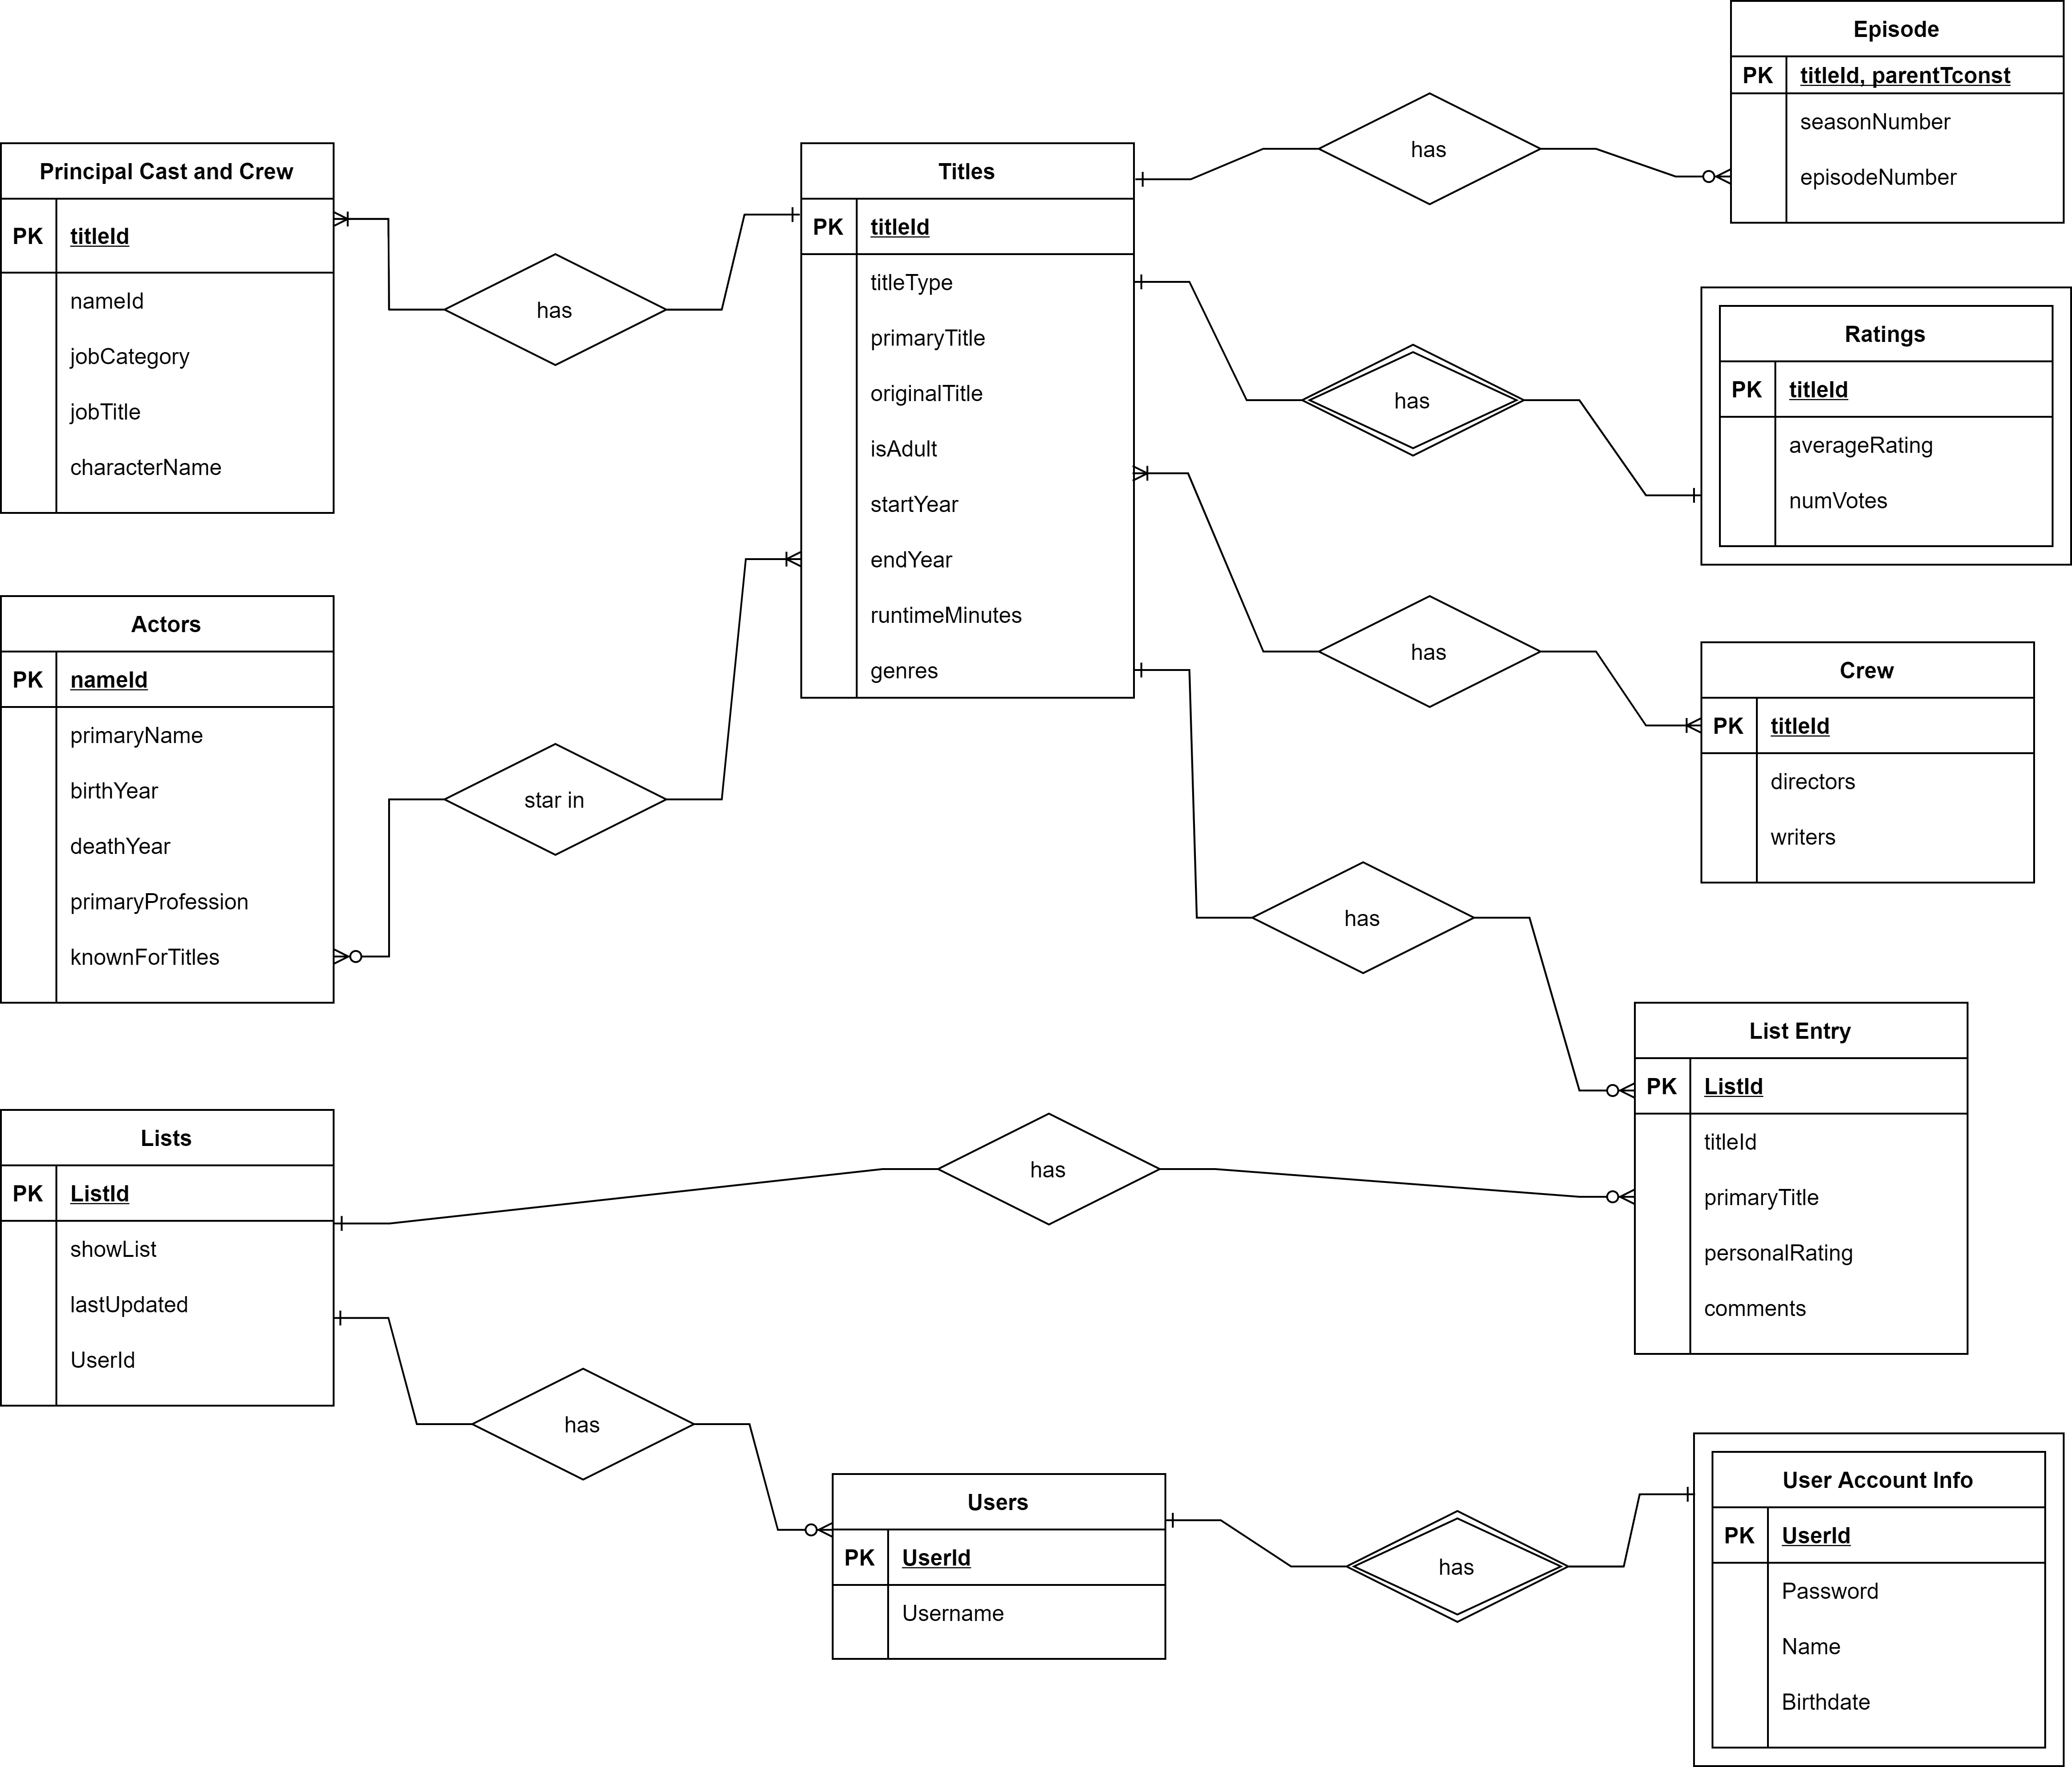 Episode
PK titleId, parentTconst
seasonNumber
episodeNumber
Principal Cast and Crew
PK titleId
nameId
jobCategory
jobTitle
characterName
has
Titles
PK titleId
titleType
primaryTitle
originalTitle
isAdult
startYear
endYear
runtimeMinutes
genres
has
has
Ratings
PK titleId
averageRating
numVotes
has
Crew
PK titleId
directors
writers
Actors
PK nameId
primaryName
birthYear
deathYear
primaryProfession
knownForTitles
star in
has
List Entry
PK ListId
titleId
primaryTitle
personalRating
comments
Lists
PK ListId
showList
lastUpdated
UserId
has
has
Users
PK UserId
Username
has
User Account Info
PK UserId
Password
Name
Birthdate